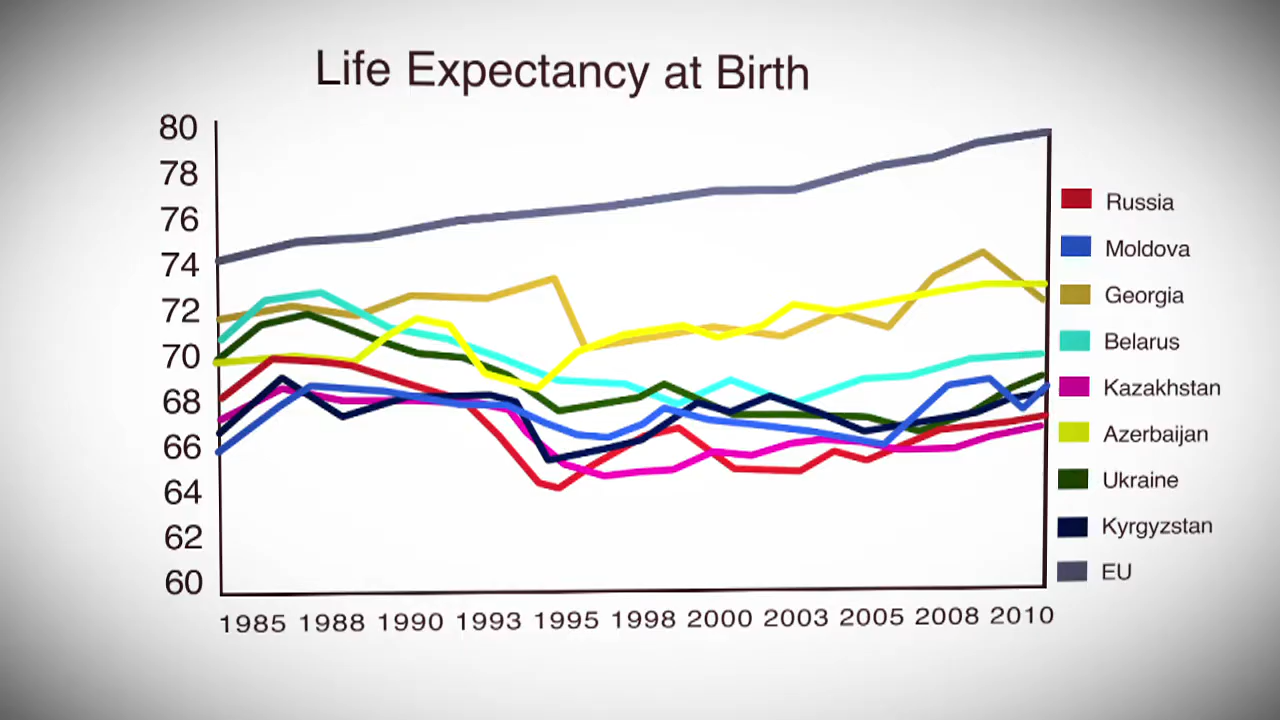 Life Expectancy at Birth
80
78
76
74
72
70
68
66
64
62
60
1985 1988 1990 1993 1995 1998 2000 2003 2005 2008 2010
Russia
Moldova
Georgia
Belarus
Kazakhstan
Azerbaijan
Ukraine
Kyrgyzstan
EU